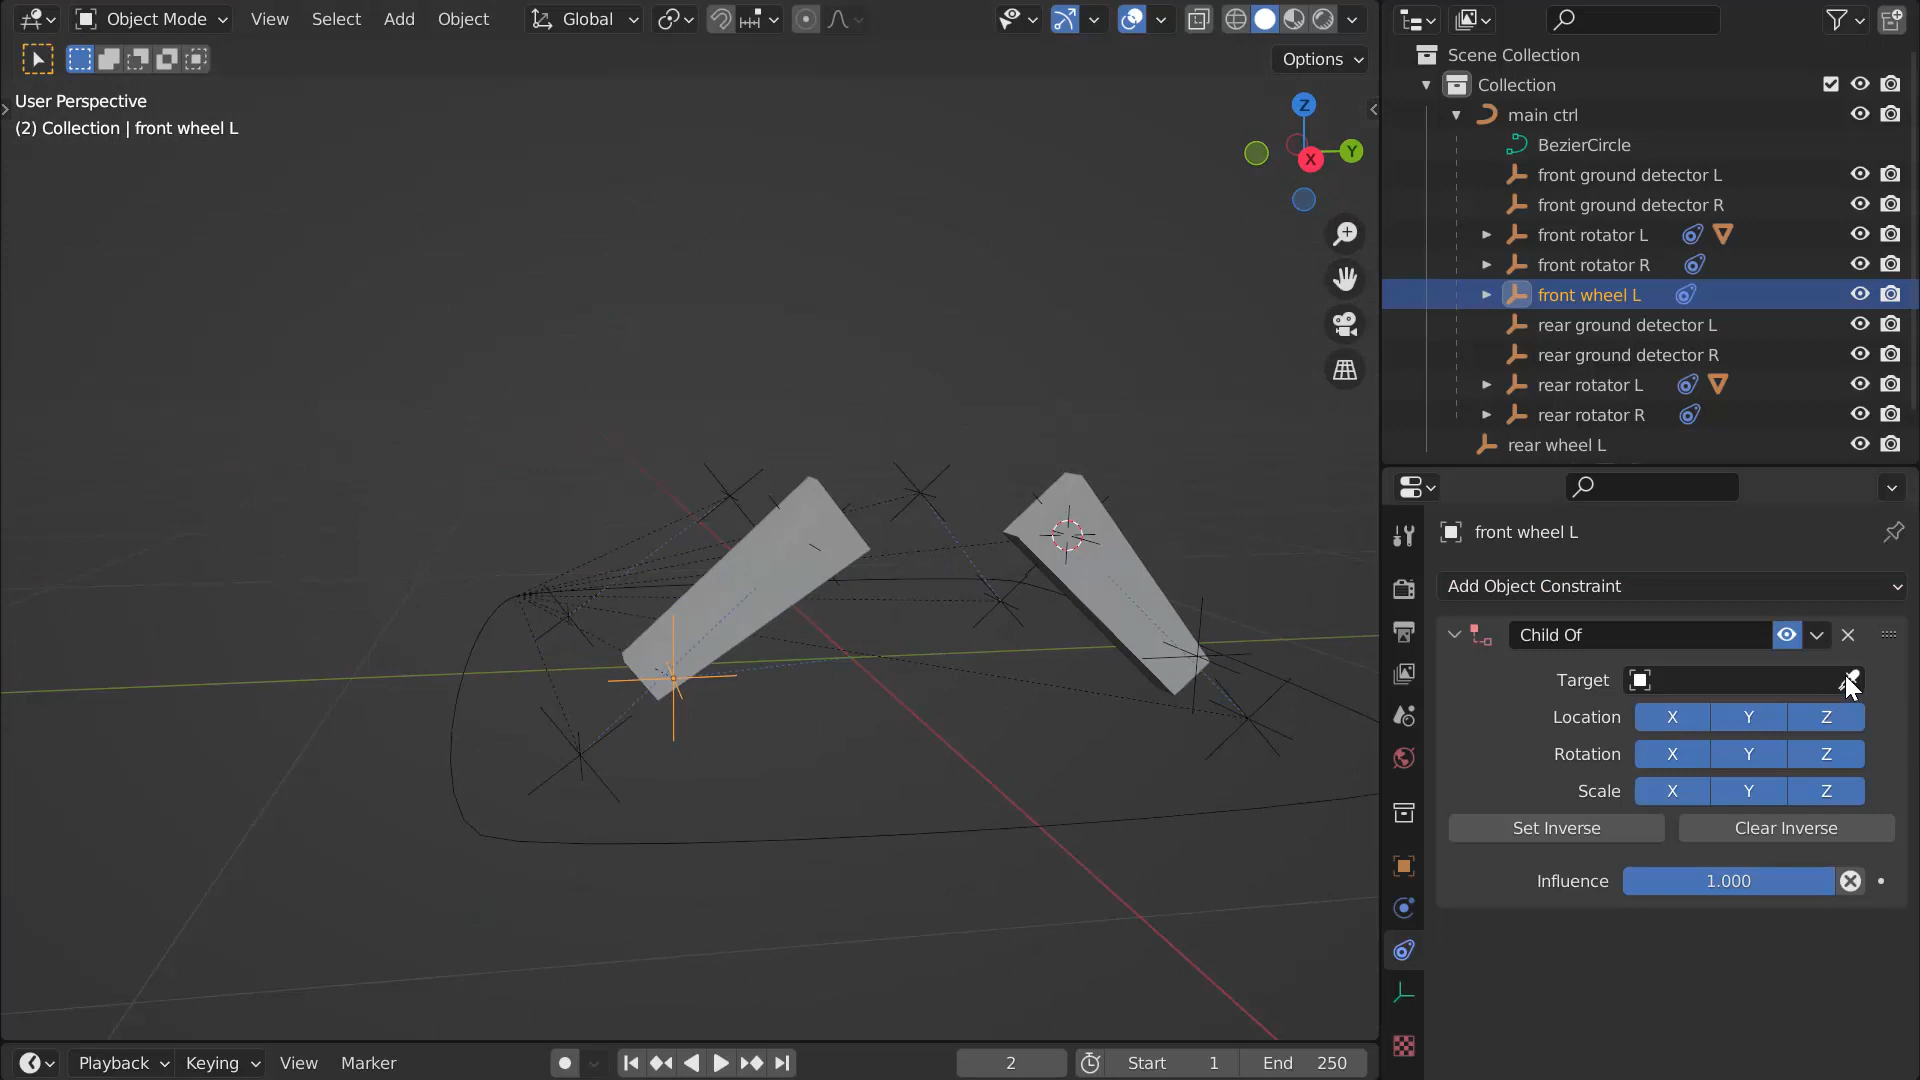 Object Mode View Select Add Object Global
Options
User Perspective
(2) Collection | front wheel L
Z
Y
X
Scene Collection
Collection
main ctrl
BezierCircle
front ground detector L
front ground detector R
front rotator L
front rotator R
front wheel L
rear ground detector L
rear ground detector R
rear rotator L
rear rotator R
rear wheel L
front wheel L
Add Object Constraint
Child Of
Target
Location X Y Z
Rotation X Y Z
Scale X Y Z
Set Inverse Clear Inverse
Influence 1.000
Playback Keying View Marker 2 Start 1 End 250